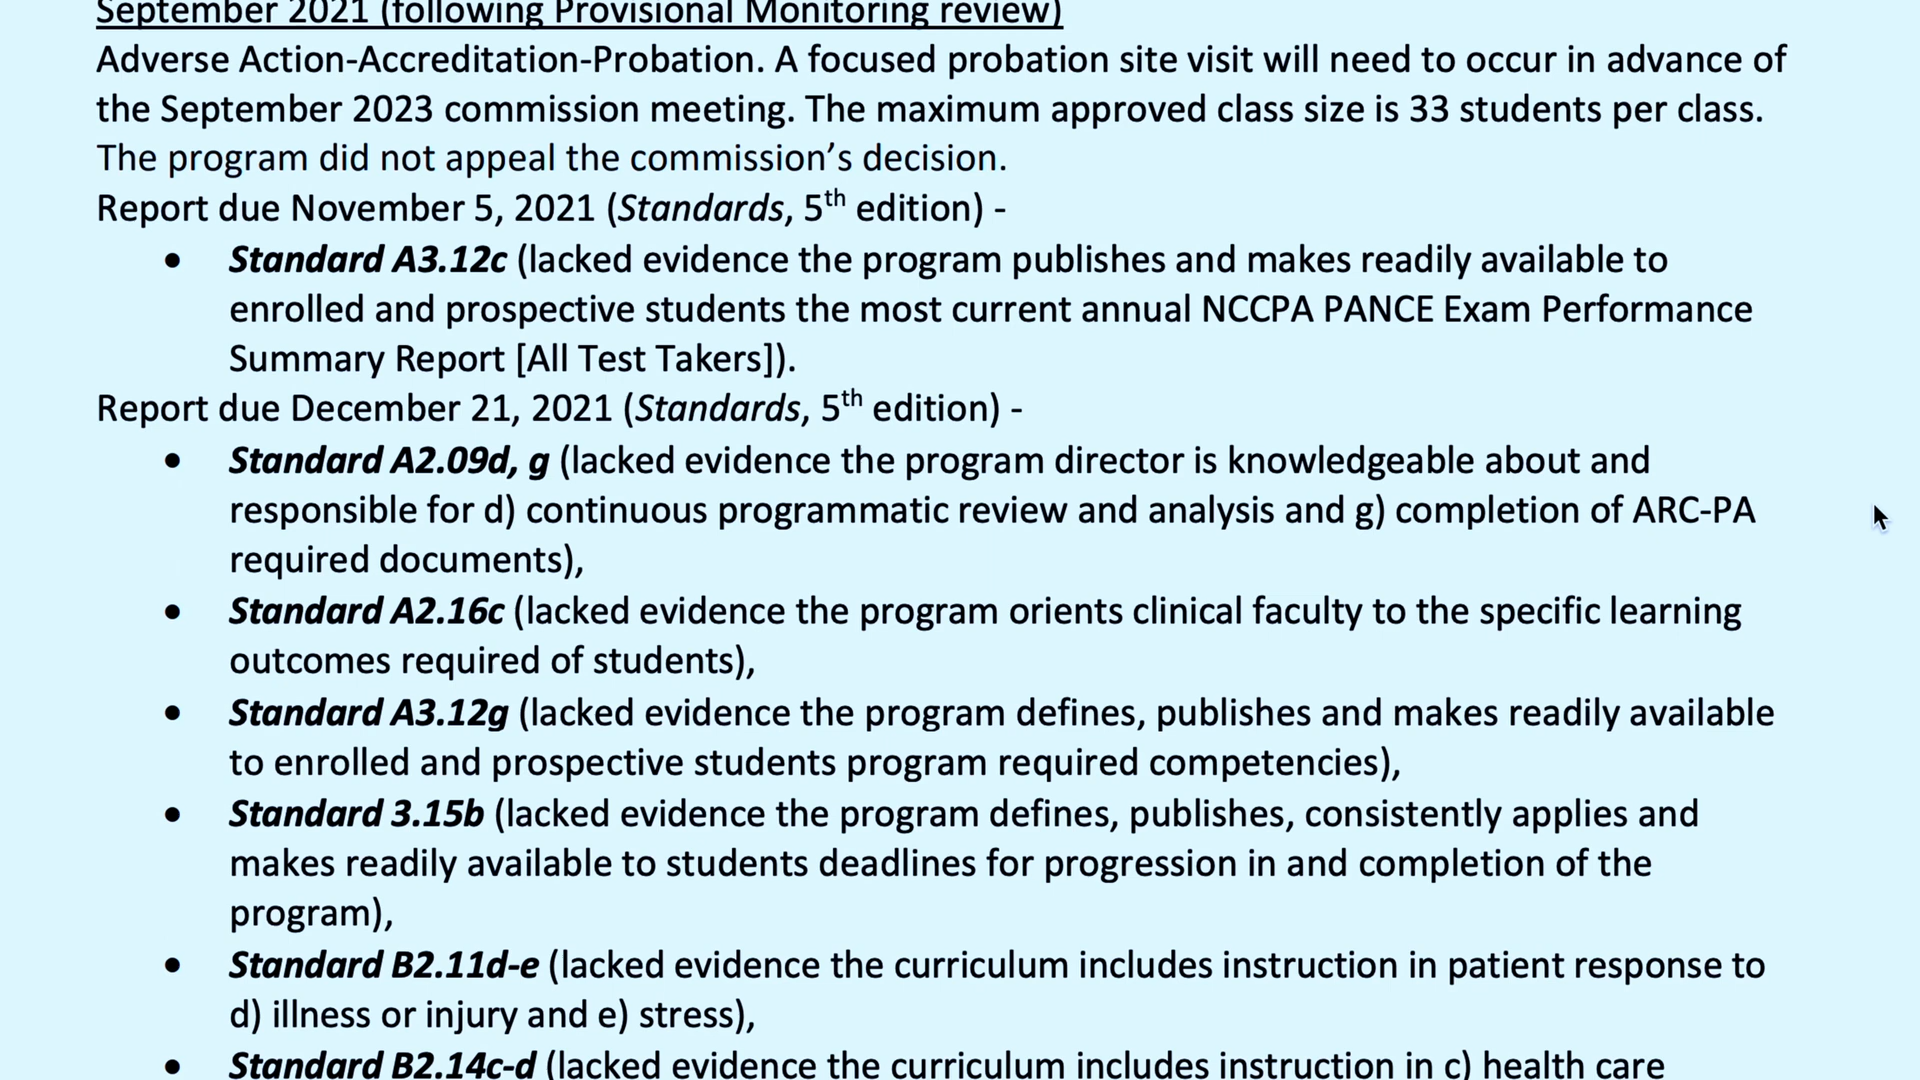 September 2021 (following Provisional Monitoring review)
Adverse Action-Accreditation-Probation. A focused probation site visit will need to occur in advance of
the September 2023 commission meeting. The maximum approved class size is 33 students per class.
The program did not appeal the commission’s decision.
Report due November 5, 2021 (Standards, 5th edition) -
• Standard A3.12c (lacked evidence the program publishes and makes readily available to
enrolled and prospective students the most current annual NCCPA PANCE Exam Performance
Summary Report [All Test Takers]).
Report due December 21, 2021 (Standards, 5th edition) -
• Standard A2.09d, g (lacked evidence the program director is knowledgeable about and
responsible for d) continuous programmatic review and analysis and g) completion of ARC-PA
required documents),
• Standard A2.16c (lacked evidence the program orients clinical faculty to the specific learning
outcomes required of students),
• Standard A3.12g (lacked evidence the program defines, publishes and makes readily available
to enrolled and prospective students program required competencies),
• Standard 3.15b (lacked evidence the program defines, publishes, consistently applies and
makes readily available to students deadlines for progression in and completion of the
program),
• Standard B2.11d-e (lacked evidence the curriculum includes instruction in patient response to
d) illness or injury and e) stress),
• Standard B2.14c-d (lacked evidence the curriculum includes instruction in c) health care